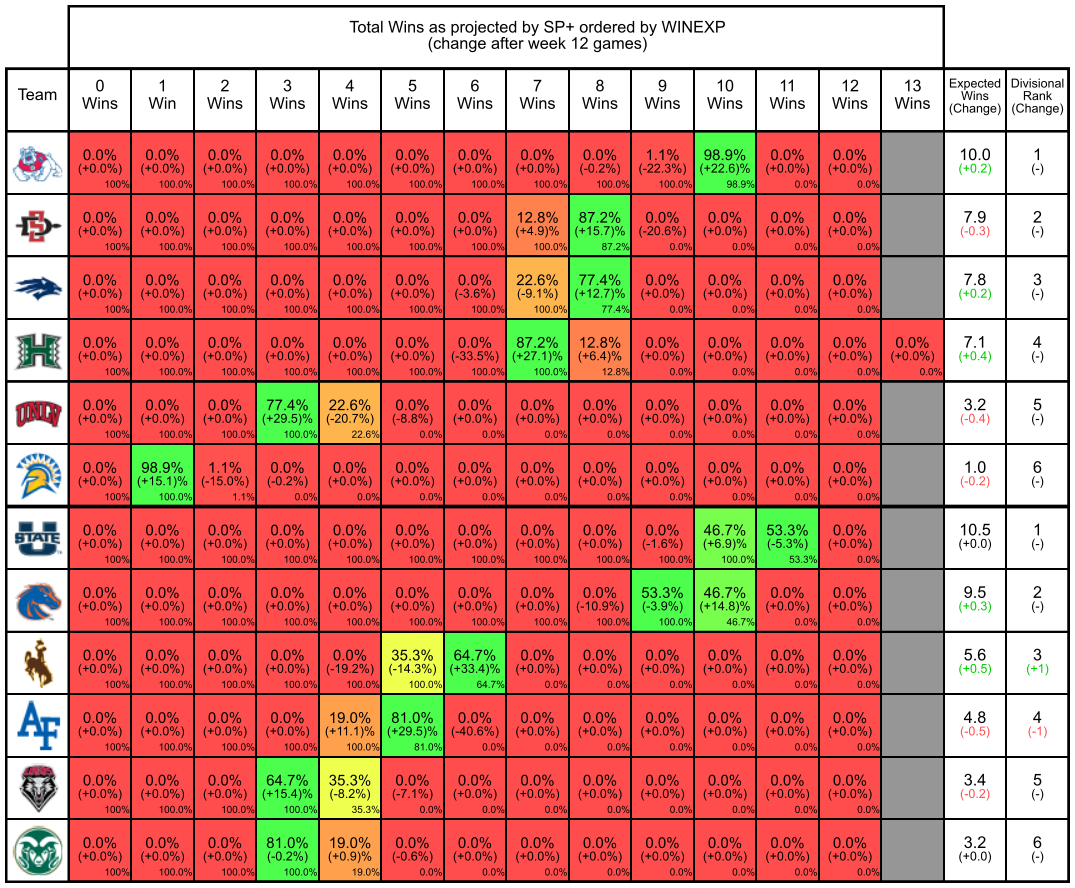 Total Wins as projected by SP+ ordered by WINEXP
(change after week 12 games)
Team 0 Wins 1 Win 2 Wins 3 Wins 4 Wins 5 Wins 6 Wins 7 Wins 8 Wins 9 Wins 10 Wins 11 Wins 12 Wins 13 Wins Expected Wins (Change) Divisional Rank (Change)
0.0% 0.0% 0.0% 0.0% 0.0% 0.0% 0.0% 0.0% 0.0% 1.1% 98.9% 0.0% 0.0% 10.0 1
(+0.0%) (+0.0%) (+0.0%) (+0.0%) (+0.0%) (+0.0%) (+0.0%) (+0.0%) (-0.2%) (-22.3%) (+22.6)% (+0.0%) (+0.0%) (+0.2) (-)
100% 100.0% 100.0% 100.0% 100.0% 100.0% 100.0% 100.0% 100.0% 100.0% 98.9% 0.0% 0.0%
SD
0.0% 0.0% 0.0% 0.0% 0.0% 0.0% 0.0% 12.8% 87.2% 0.0% 0.0% 0.0% 0.0% 7.9 2
(+0.0%) (+0.0%) (+0.0%) (+0.0%) (+0.0%) (+0.0%) (+0.0%) (+4.9)% (+15.7)% (-20.6%) (+0.0%) (+0.0%) (+0.0%) (-0.3) (-)
100% 100.0% 100.0% 100.0% 100.0% 100.0% 100.0% 100.0% 87.2% 0.0% 0.0% 0.0% 0.0%
0.0% 0.0% 0.0% 0.0% 0.0% 0.0% 0.0% 22.6% 77.4% 0.0% 0.0% 0.0% 0.0% 7.8 3
(+0.0%) (+0.0%) (+0.0%) (+0.0%) (+0.0%) (+0.0%) (-3.6%) (-9.1%) (+12.7)% (+0.0%) (+0.0%) (+0.0%) (+0.0%) (+0.2) (-)
100% 100.0% 100.0% 100.0% 100.0% 100.0% 100.0% 100.0% 77.4% 0.0% 0.0% 0.0% 0.0%
H
0.0% 0.0% 0.0% 0.0% 0.0% 0.0% 0.0% 87.2% 12.8% 0.0% 0.0% 0.0% 0.0% 0.0% 7.1 4
(+0.0%) (+0.0%) (+0.0%) (+0.0%) (+0.0%) (+0.0%) (-33.5%) (+27.1)% (+6.4)% (+0.0%) (+0.0%) (+0.0%) (+0.0%) (+0.0%) (+0.4) (-)
100% 100.0% 100.0% 100.0% 100.0% 100.0% 100.0% 100.0% 12.8% 0.0% 0.0% 0.0% 0.0% 0.0%
UNLV
0.0% 0.0% 0.0% 77.4% 22.6% 0.0% 0.0% 0.0% 0.0% 0.0% 0.0% 0.0% 0.0% 3.2 5
(+0.0%) (+0.0%) (+0.0%) (+29.5)% (-20.7%) (-8.8%) (+0.0%) (+0.0%) (+0.0%) (+0.0%) (+0.0%) (+0.0%) (+0.0%) (-0.4) (-)
100% 100.0% 100.0% 100.0% 22.6% 0.0% 0.0% 0.0% 0.0% 0.0% 0.0% 0.0% 0.0%
0.0% 98.9% 1.1% 0.0% 0.0% 0.0% 0.0% 0.0% 0.0% 0.0% 0.0% 0.0% 0.0% 1.0 6
(+0.0%) (+15.1)% (-15.0%) (-0.2%) (+0.0%) (+0.0%) (+0.0%) (+0.0%) (+0.0%) (+0.0%) (+0.0%) (+0.0%) (+0.0%) (-0.2) (-)
100% 100.0% 1.1% 0.0% 0.0% 0.0% 0.0% 0.0% 0.0% 0.0% 0.0% 0.0% 0.0%
STATE
0.0% 0.0% 0.0% 0.0% 0.0% 0.0% 0.0% 0.0% 0.0% 0.0% 46.7% 53.3% 0.0% 10.5 1
(+0.0%) (+0.0%) (+0.0%) (+0.0%) (+0.0%) (+0.0%) (+0.0%) (+0.0%) (+0.0%) (-1.6%) (+6.9)% (-5.3%) (+0.0%) (+0.0) (-)
100% 100.0% 100.0% 100.0% 100.0% 100.0% 100.0% 100.0% 100.0% 100.0% 100.0% 53.3% 0.0%
0.0% 0.0% 0.0% 0.0% 0.0% 0.0% 0.0% 0.0% 0.0% 53.3% 46.7% 0.0% 0.0% 9.5 2
(+0.0%) (+0.0%) (+0.0%) (+0.0%) (+0.0%) (+0.0%) (+0.0%) (+0.0%) (-10.9%) (-3.9%) (+14.8)% (+0.0%) (+0.0%) (+0.3) (-)
100% 100.0% 100.0% 100.0% 100.0% 100.0% 100.0% 100.0% 100.0% 100.0% 46.7% 0.0% 0.0%
0.0% 0.0% 0.0% 0.0% 0.0% 35.3% 64.7% 0.0% 0.0% 0.0% 0.0% 0.0% 0.0% 5.6 3
(+0.0%) (+0.0%) (+0.0%) (+0.0%) (-19.2%) (-14.3%) (+33.4)% (+0.0%) (+0.0%) (+0.0%) (+0.0%) (+0.0%) (+0.0%) (+0.5) (+1)
100% 100.0% 100.0% 100.0% 100.0% 100.0% 64.7% 0.0% 0.0% 0.0% 0.0% 0.0% 0.0%
AF
0.0% 0.0% 0.0% 0.0% 19.0% 81.0% 0.0% 0.0% 0.0% 0.0% 0.0% 0.0% 0.0% 4.8 4
(+0.0%) (+0.0%) (+0.0%) (+0.0%) (+11.1)% (+29.5)% (-40.6%) (+0.0%) (+0.0%) (+0.0%) (+0.0%) (+0.0%) (+0.0%) (-0.5) (-1)
100% 100.0% 100.0% 100.0% 100.0% 81.0% 0.0% 0.0% 0.0% 0.0% 0.0% 0.0% 0.0%
0.0% 0.0% 0.0% 64.7% 35.3% 0.0% 0.0% 0.0% 0.0% 0.0% 0.0% 0.0% 0.0% 3.4 5
(+0.0%) (+0.0%) (+0.0%) (+15.4)% (-8.2%) (-7.1%) (+0.0%) (+0.0%) (+0.0%) (+0.0%) (+0.0%) (+0.0%) (+0.0%) (-0.2) (-)
100% 100.0% 100.0% 100.0% 35.3% 0.0% 0.0% 0.0% 0.0% 0.0% 0.0% 0.0% 0.0%
0.0% 0.0% 0.0% 81.0% 19.0% 0.0% 0.0% 0.0% 0.0% 0.0% 0.0% 0.0% 0.0% 3.2 6
(+0.0%) (+0.0%) (+0.0%) (-0.2%) (+0.9)% (-0.6%) (+0.0%) (+0.0%) (+0.0%) (+0.0%) (+0.0%) (+0.0%) (+0.0%) (+0.0) (-)
100% 100.0% 100.0% 100.0% 19.0% 0.0% 0.0% 0.0% 0.0% 0.0% 0.0% 0.0% 0.0%